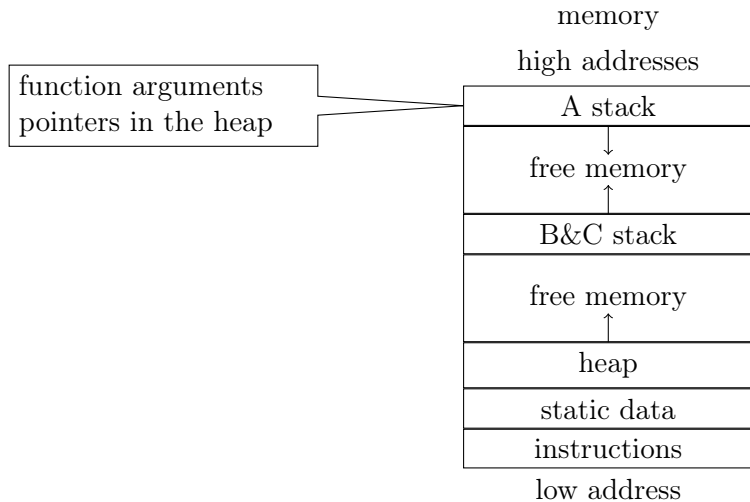 memory
high addresses
function arguments
pointers in the heap
A stack
free memory
B&C stack
free memory
heap
static data
instructions
low address